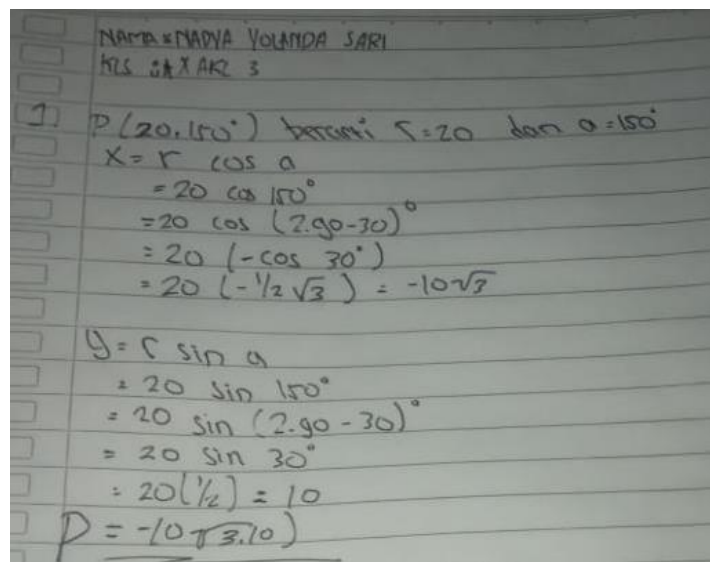 NAMA : NADYA YOLANDA SARI
KLS : X AKL 3
1. P (20.150°) berarti r=20 dan a=150°
X= r cos a
=20 cos 150°
=20 cos (2.90-30)°
= 20 (-cos 30°)
= 20 (-1/2 √3) = -10√3
y= r sin a
= 20 sin 150°
= 20 sin (2.90 - 30)°
= 20 sin 30°
= 20(1/2) = 10
P = -10√3.10)